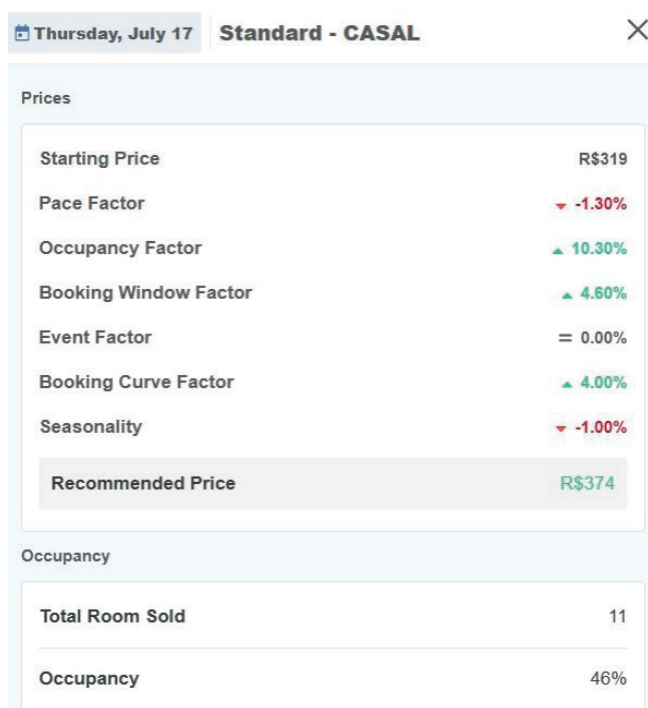 Thursday, July 17 Standard - CASAL
Prices
Starting Price R$319
Pace Factor -1.30%
Occupancy Factor 10.30%
Booking Window Factor 4.60%
Event Factor = 0.00%
Booking Curve Factor 4.00%
Seasonality -1.00%
Recommended Price R$374
Occupancy
Total Room Sold 11
Occupancy 46%